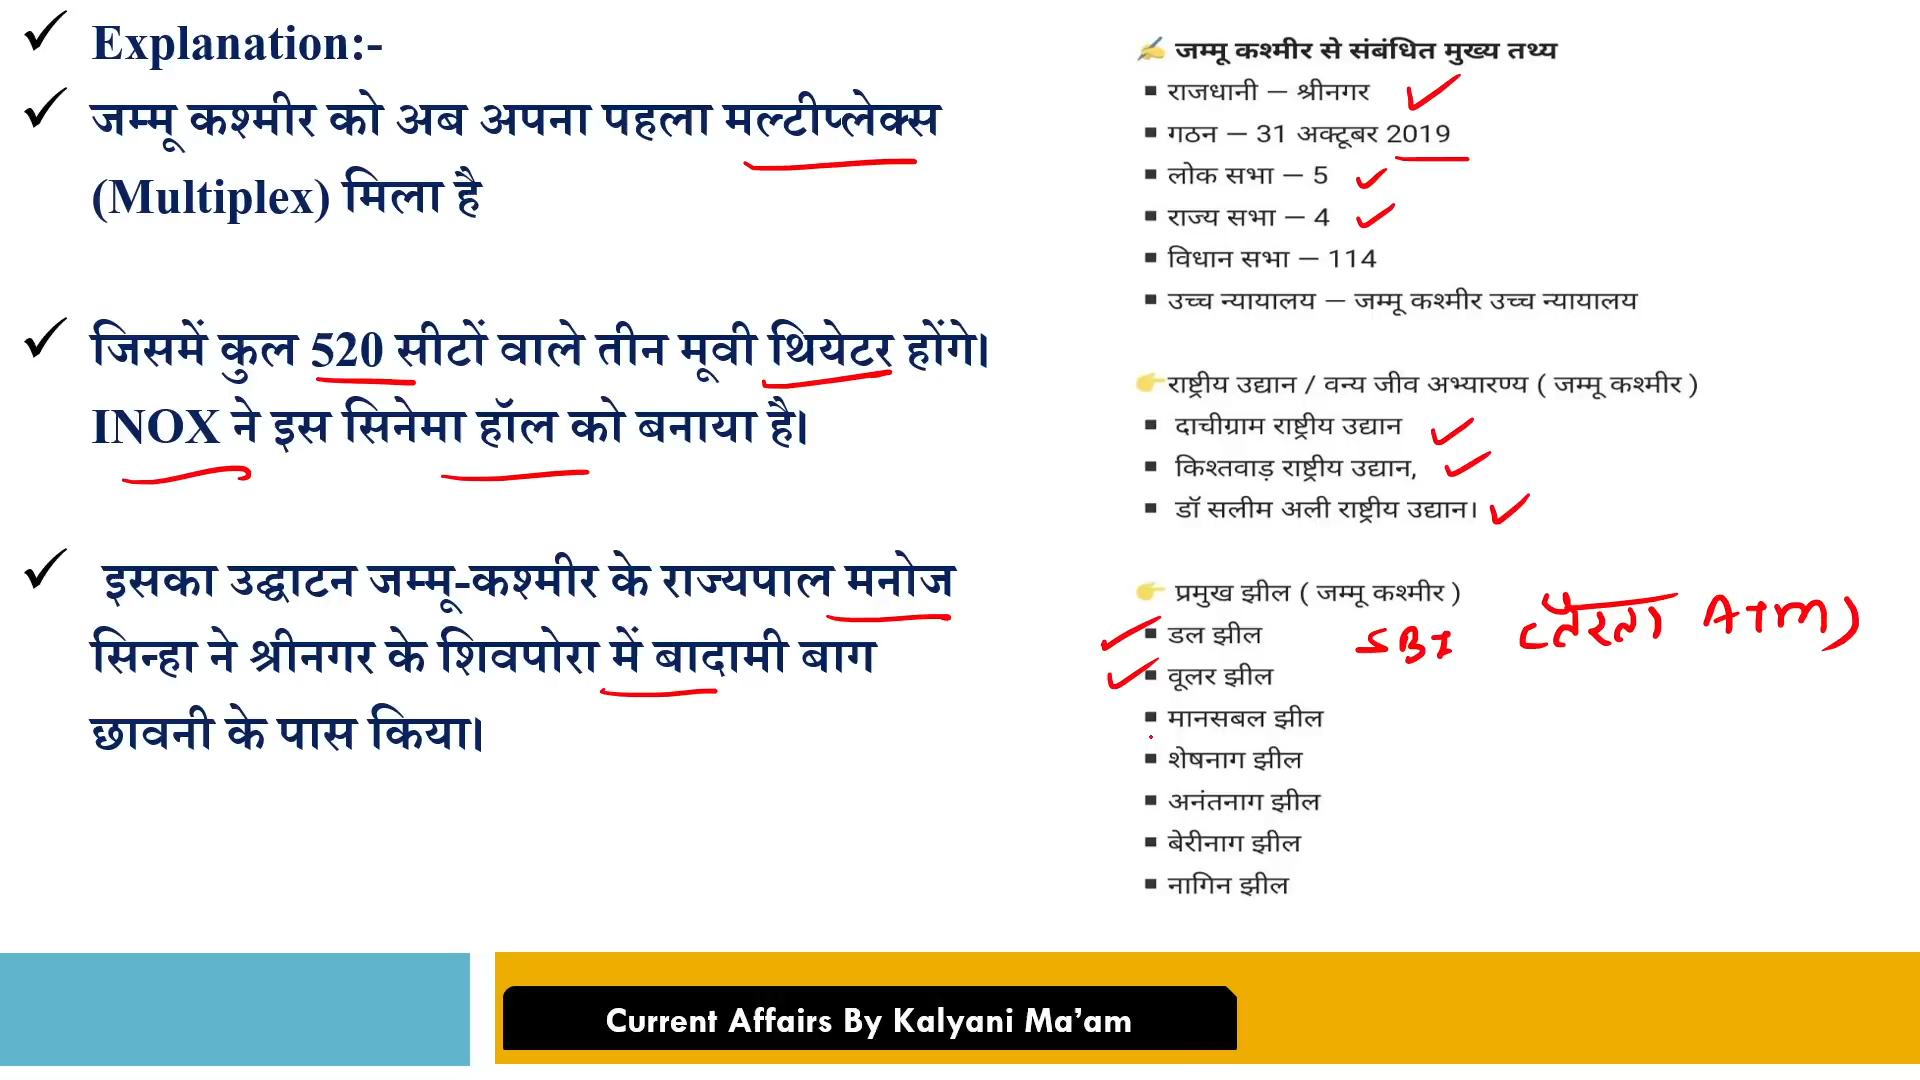 Explanation:-
जम्मू कश्मीर को अब अपना पहला मल्टीप्लेक्स
(Multiplex) मिला है
जिसमें कुल 520 सीटों वाले तीन मूवी थियेटर होंगे।
INOX ने इस सिनेमा हॉल को बनाया है।
इसका उद्घाटन जम्मू-कश्मीर के राज्यपाल मनोज
सिन्हा ने श्रीनगर के शिवपोरा में बादामी बाग
छावनी के पास किया।
जम्मू कश्मीर से संबंधित मुख्य तथ्य
राजधानी – श्रीनगर
गठन – 31 अक्टूबर 2019
लोक सभा – 5
राज्य सभा – 4
विधान सभा – 114
उच्च न्यायालय – जम्मू कश्मीर उच्च न्यायालय
राष्ट्रीय उद्यान / वन्य जीव अभ्यारण्य ( जम्मू कश्मीर )
दाचीग्राम राष्ट्रीय उद्यान
किश्तवाड़ राष्ट्रीय उद्यान,
डॉ सलीम अली राष्ट्रीय उद्यान।
प्रमुख झील ( जम्मू कश्मीर )
डल झील SBI (तैरता ATM)
वूलर झील
मानसबल झील
शेषनाग झील
अनंतनाग झील
बेरीनाग झील
नागिन झील
Current Affairs By Kalyani Ma’am